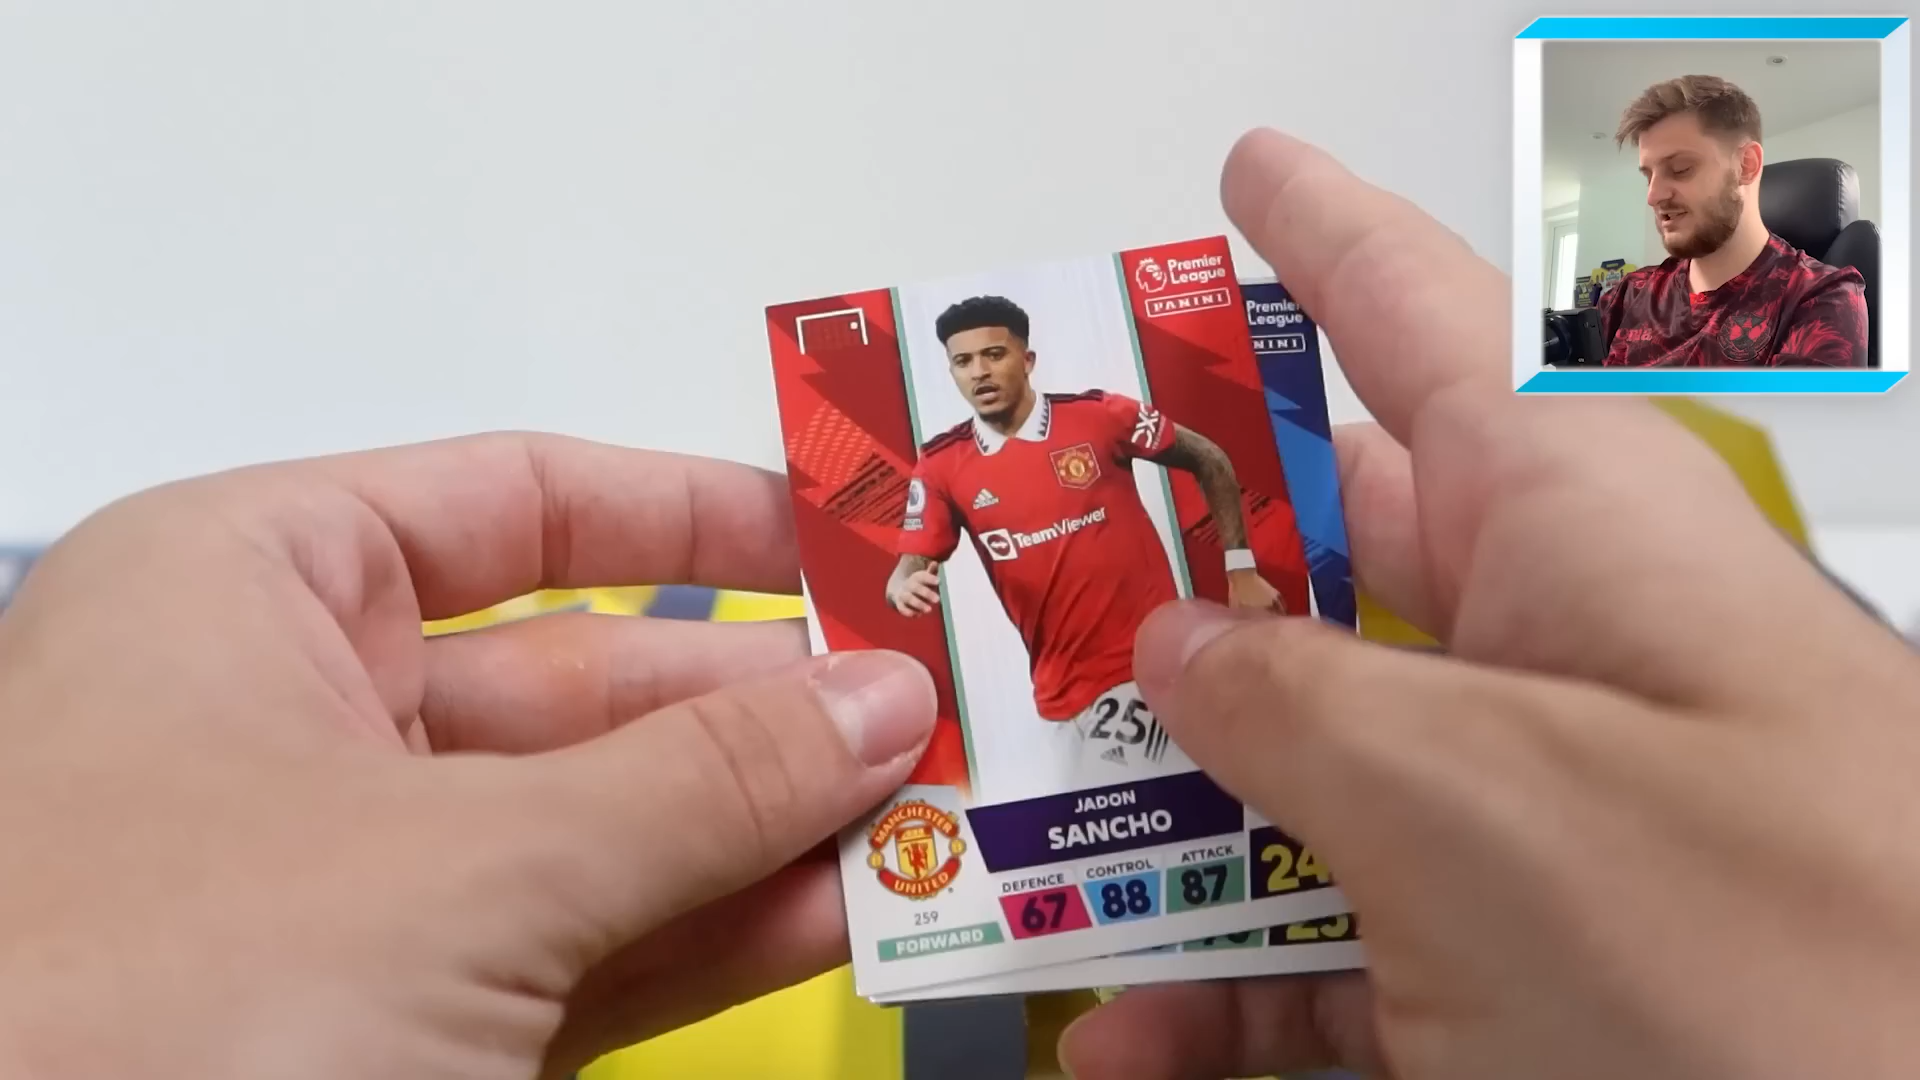 Premier
League
PANINI
Premier
League
NINI
TeamViewer
DXC
25
MANCHESTER
UNITED
JADON
SANCHO
DEFENCE
CONTROL
ATTACK
67
88
87
24
259
FORWARD